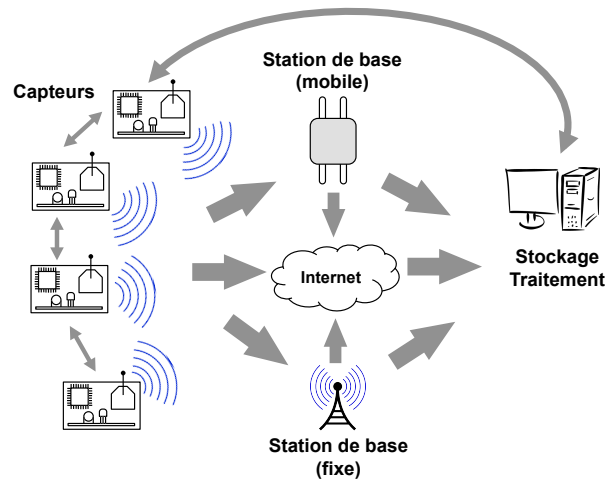 Station de base
(mobile)
Capteurs
Internet
Stockage
Traitement
Station de base
(fixe)